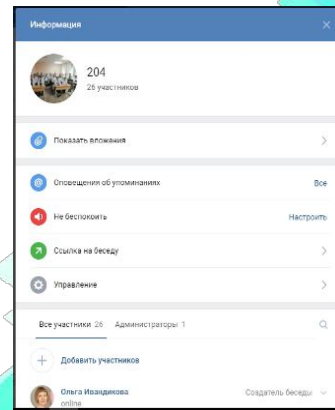 Информация
204
26 участников
Показать вложения
Оповещения об упоминаниях Все
Не беспокоить Настроить
Ссылка на беседу
Управление
Все участники 26 Администраторы 1
Добавить участников
Ольга Ивандикова Создатель беседы
online